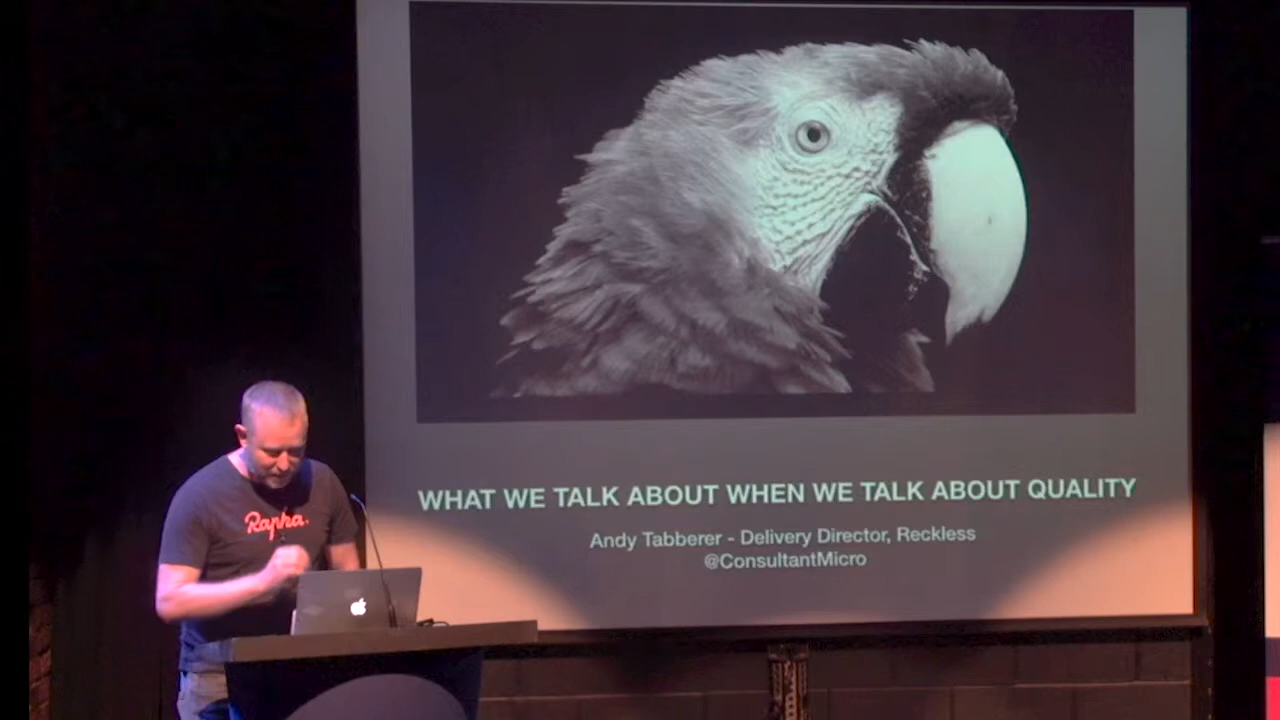 WHAT WE TALK ABOUT WHEN WE TALK ABOUT QUALITY
Andy Tabberer - Delivery Director, Reckless
@ConsultantMicro
Rapha.